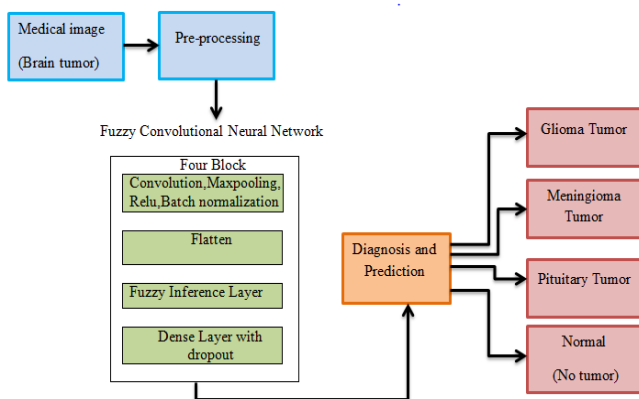 Medical image
(Brain tumor)
Pre-processing
Fuzzy Convolutional Neural Network
Four Block
Convolution,Maxpooling,
Relu,Batch normalization
Flatten
Fuzzy Inference Layer
Dense Layer with
dropout
Diagnosis and
Prediction
Glioma Tumor
Meningioma
Tumor
Pituitary Tumor
Normal
(No tumor)